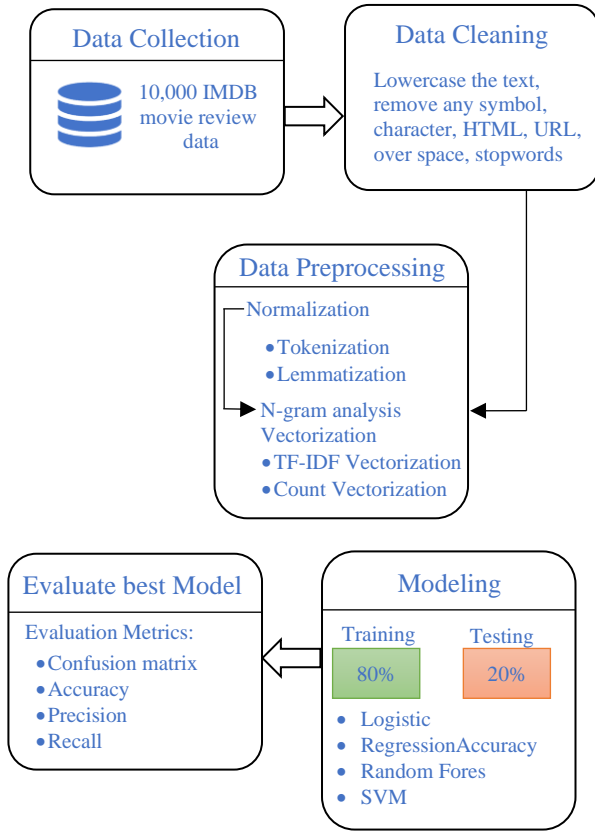 Data Collection
10,000 IMDB
movie review
data
Data Cleaning
Lowercase the text,
remove any symbol,
character, HTML, URL,
over space, stopwords
Data Preprocessing
Normalization
•Tokenization
•Lemmatization
N-gram analysis
Vectorization
•TF-IDF Vectorization
•Count Vectorization
Evaluate best Model
Evaluation Metrics:
•Confusion matrix
•Accuracy
•Precision
•Recall
Modeling
Training Testing
80% 20%
• Logistic
• RegressionAccuracy
• Random Fores
• SVM